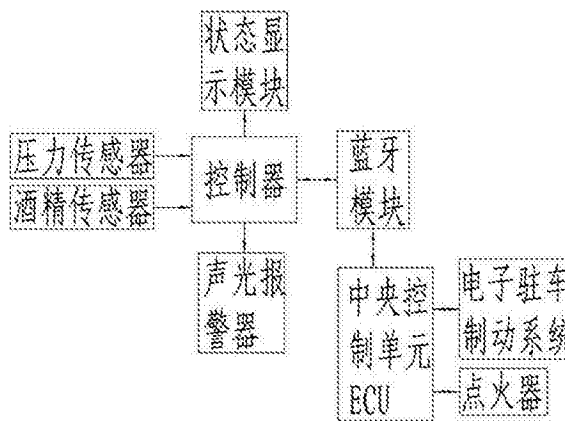 状态显
示模块
压力传感器
酒精传感器
控制器
蓝牙
模块
声光报
警器
中央控
制单元
ECU
电子驻车
制动系统
点火器